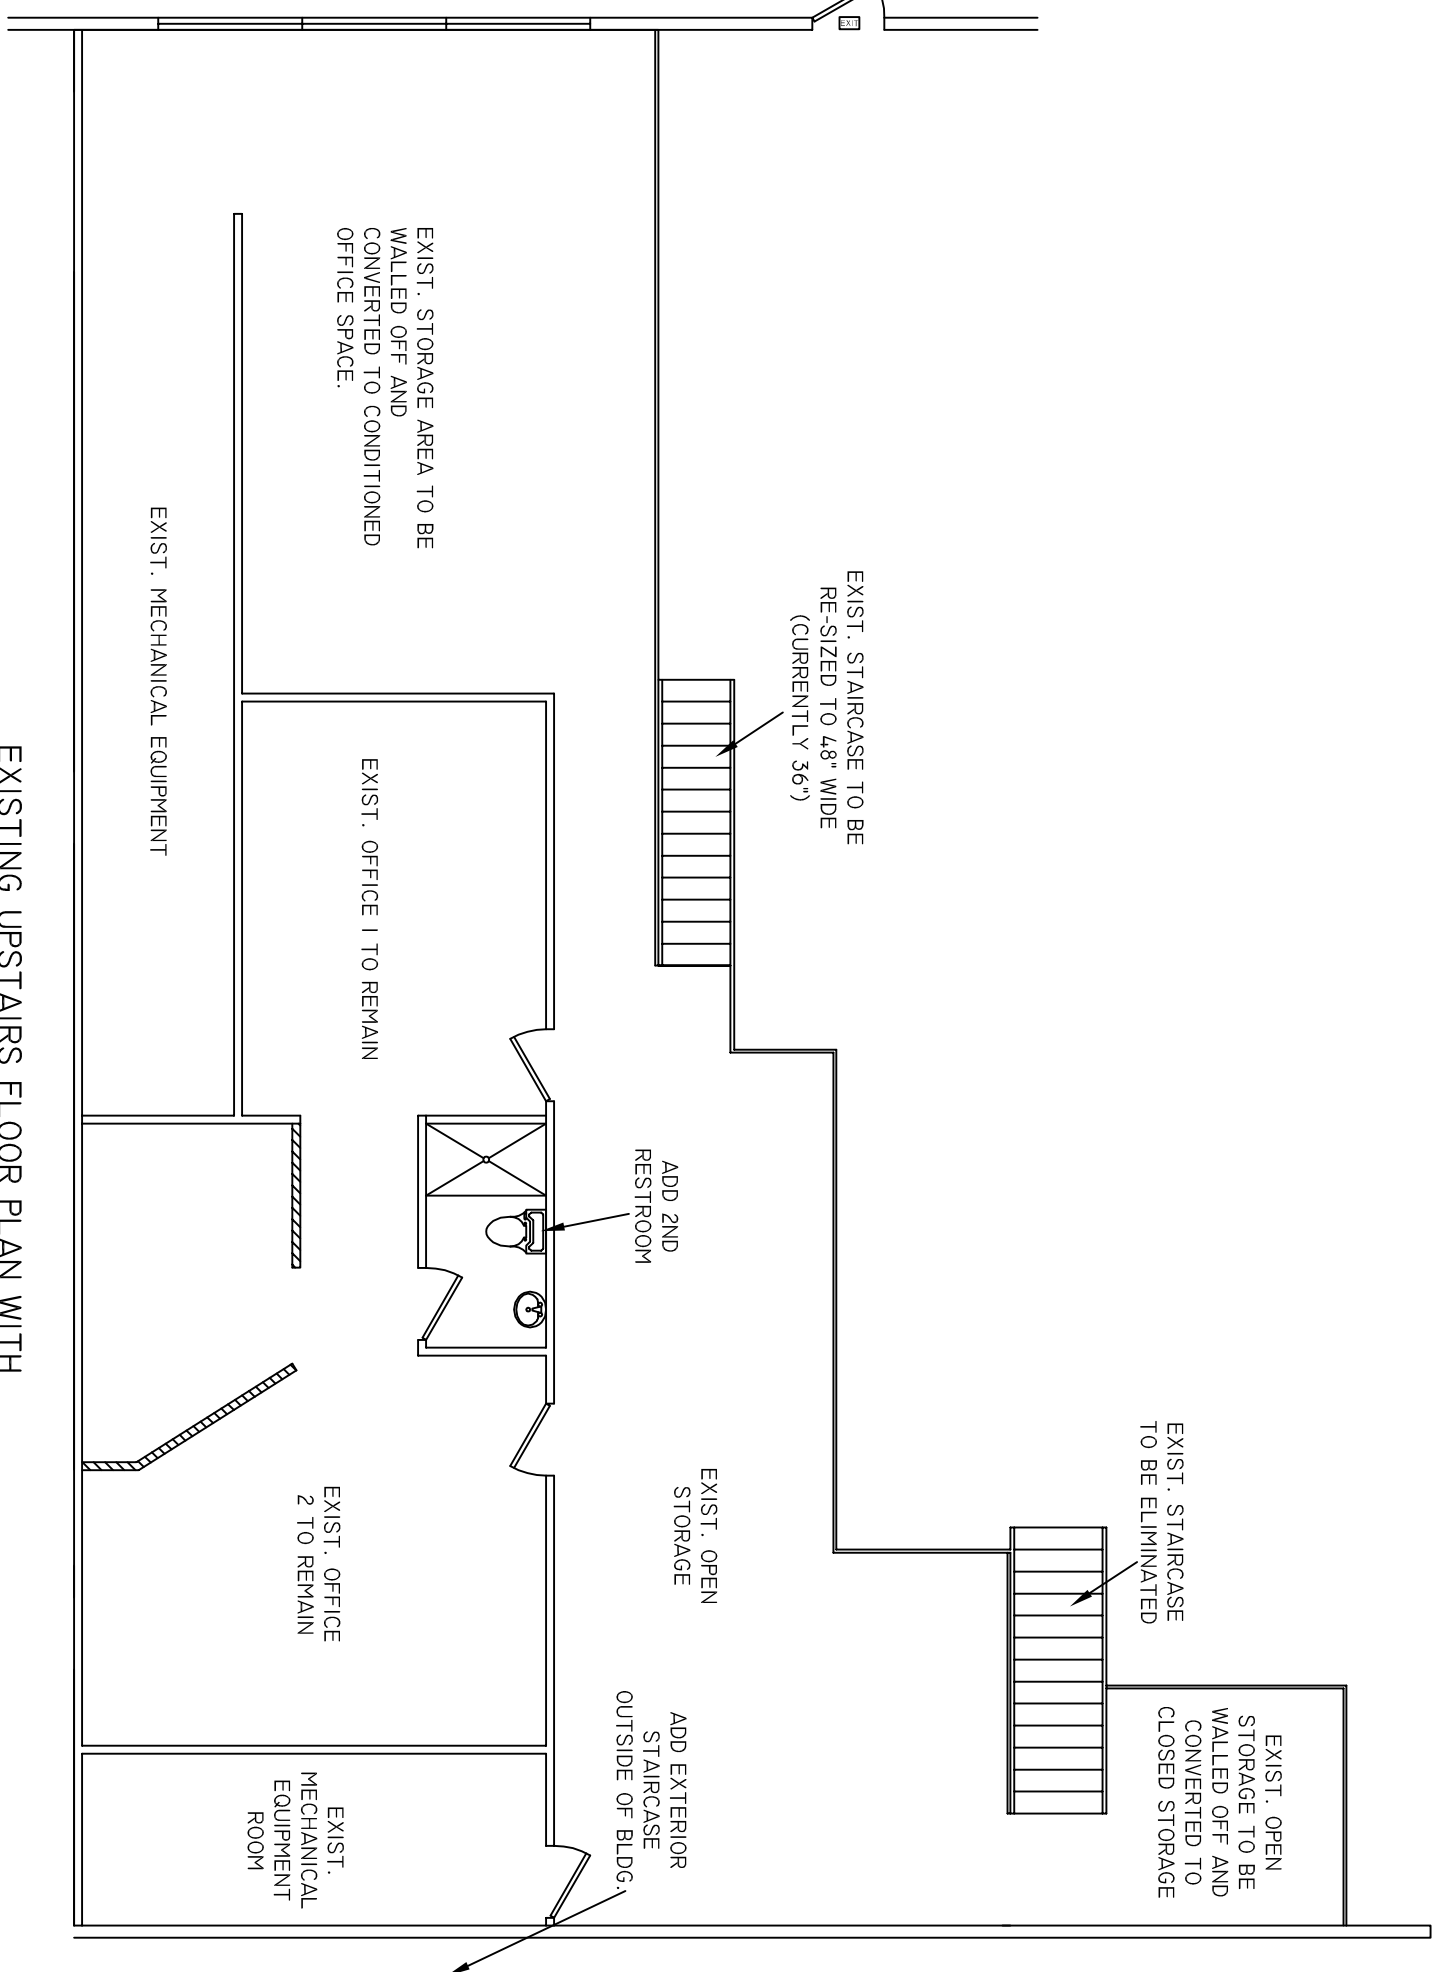 EXIT
EXIST. STORAGE AREA TO BE
WALLED OFF AND
CONVERTED TO CONDITIONED
OFFICE SPACE.
EXIST. MECHANICAL EQUIPMENT
EXIST. STAIRCASE TO BE
RE-SIZED TO 48" WIDE
(CURRENTLY 36")
EXIST. OFFICE 1 TO REMAIN
ADD 2ND
RESTROOM
EXIST. STAIRCASE
TO BE ELIMINATED
EXIST. OPEN
STORAGE
EXIST. OFFICE
2 TO REMAIN
EXIST. OPEN
STORAGE TO BE
WALLED OFF AND
CONVERTED TO
CLOSED STORAGE
ADD EXTERIOR
STAIRCASE
OUTSIDE OF BLDG.
EXIST.
MECHANICAL
EQUIPMENT
ROOM
EXISTING UPSTAIRS FLOOR PLAN WITH